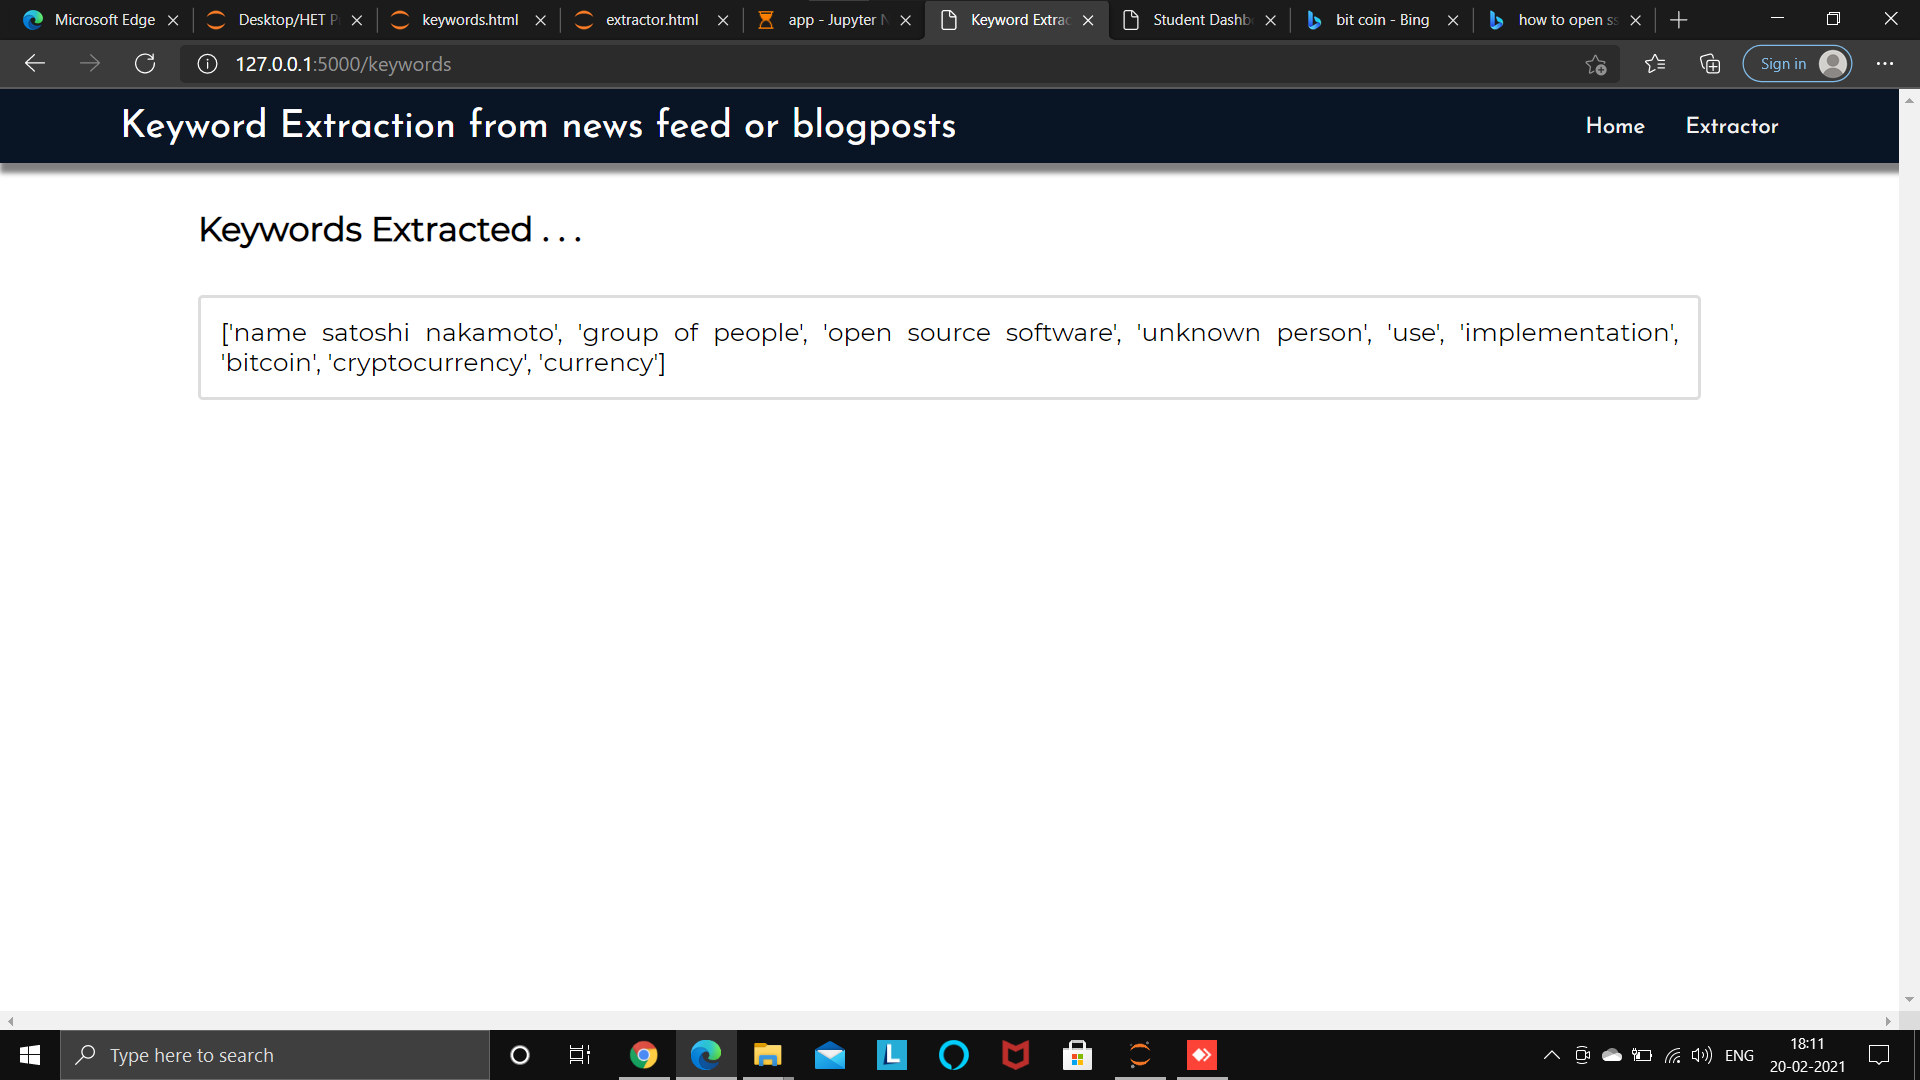 Microsoft Edge
Desktop/HET P
keywords.html
extractor.html
app - Jupyter N
Keyword Extrac
Student Dashb
bit coin - Bing
how to open ss
127.0.0.1:5000/keywords
Sign in
Keyword Extraction from news feed or blogposts
Home Extractor
Keywords Extracted . . .
['name satoshi nakamoto', 'group of people', 'open source software', 'unknown person', 'use', 'implementation',
'bitcoin', 'cryptocurrency', 'currency']
Type here to search
L
ENG
18:11
20-02-2021